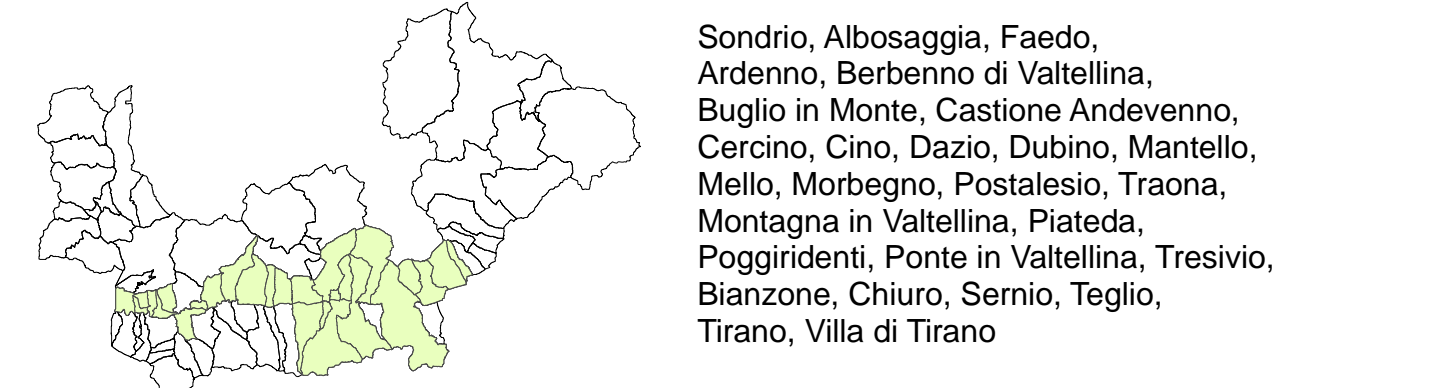 Sondrio, Albosaggia, Faedo,
Ardenno, Berbenno di Valtellina,
Buglio in Monte, Castione Andevenno,
Cercino, Cino, Dazio, Dubino, Mantello,
Mello, Morbegno, Postalesio, Traona,
Montagna in Valtellina, Piateda,
Poggiridenti, Ponte in Valtellina, Tresivio,
Bianzone, Chiuro, Sernio, Teglio,
Tirano, Villa di Tirano